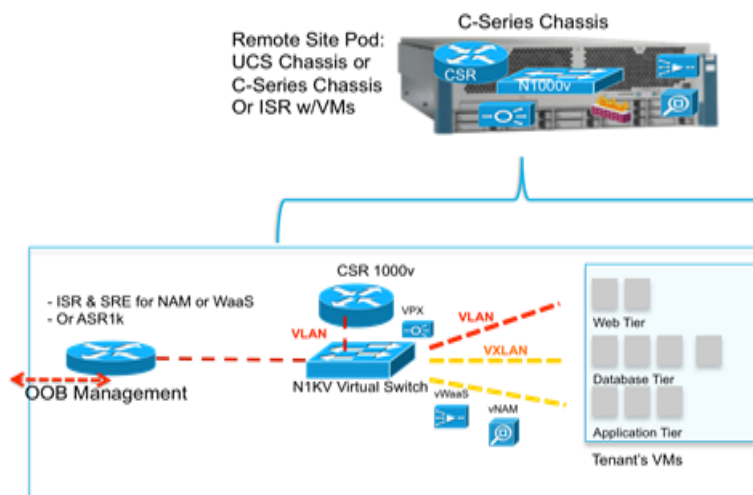 C-Series Chassis
Remote Site Pod:
UCS Chassis or
C-Series Chassis
Or ISR w/VMs
CSR
N1000v
CSR 1000v
- ISR & SRE for NAM or WaaS
- Or ASR1k
VPX
VLAN
VLAN
Web Tier
VXLAN
OOB Management
N1KV Virtual Switch
Database Tier
vWaaS
vNAM
Application Tier
Tenant's VMs